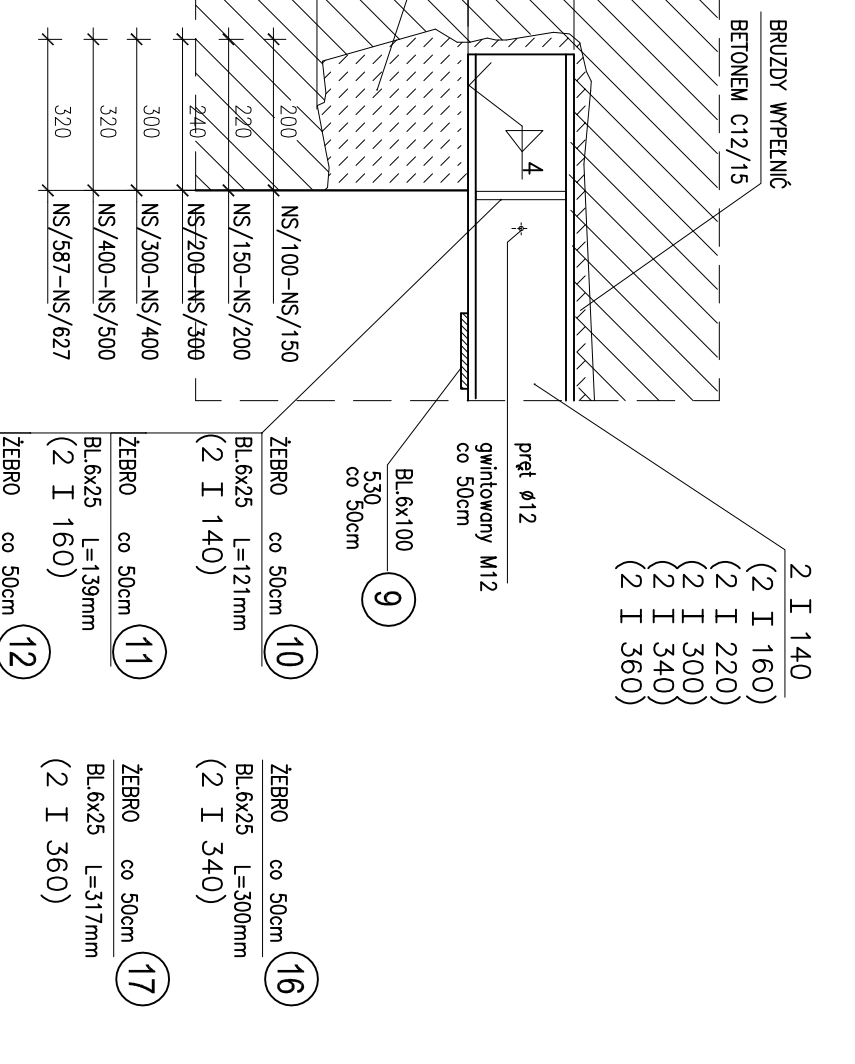 BRUZDY WYPEŁNIĆ
BETONEM C12/15
4
200
NS/100-NS/150
220
NS/150-NS/200
240
NS/200-NS/300
300
NS/300-NS/400
320
NS/400-NS/500
320
NS/587-NS/627
2 I 140
(2 I 160)
(2 I 220)
(2 I 300)
(2 I 340)
(2 I 360)
pręt ø12
gwintowany M12
co 50cm
BL.6x100
530
co 50cm
9
ŻEBRO co 50cm
BL.6x25 L=121mm
(2 I 140)
10
ŻEBRO co 50cm
BL.6x25 L=139mm
(2 I 160)
11
ŻEBRO co 50cm
12
ŻEBRO co 50cm
BL.6x25 L=300mm
(2 I 340)
16
ŻEBRO co 50cm
BL.6x25 L=317mm
(2 I 360)
17